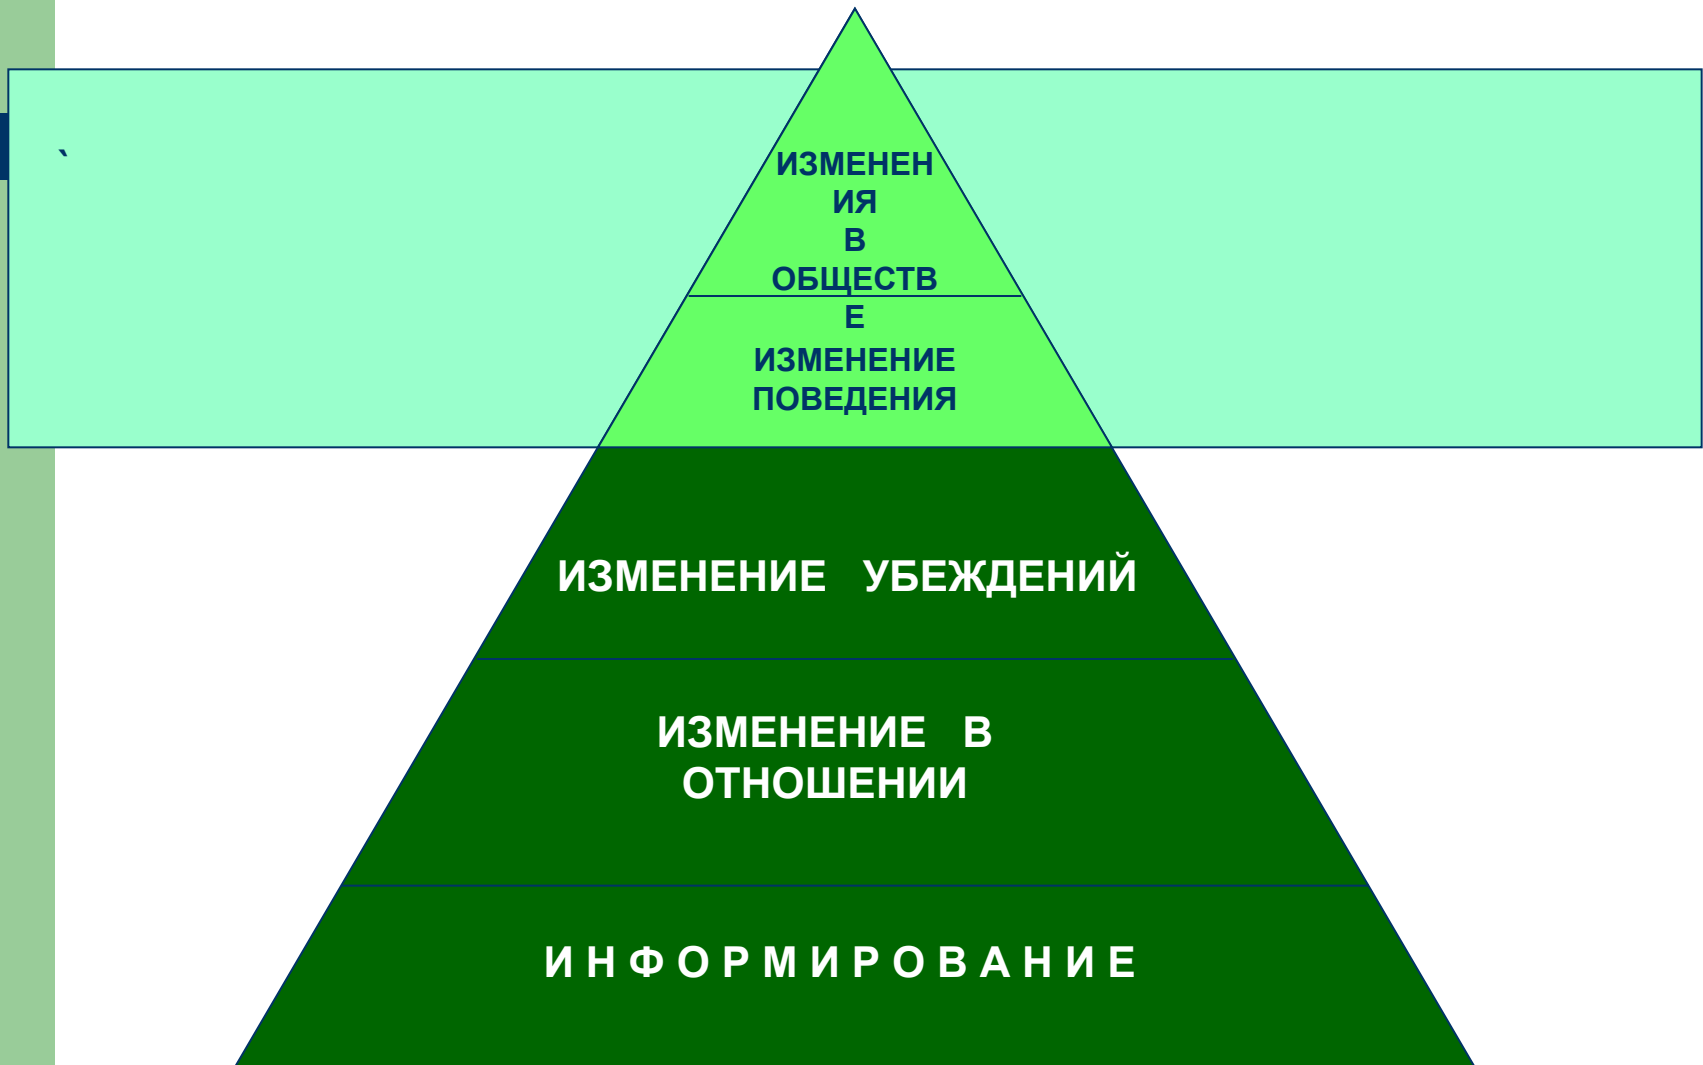 `
ИЗМЕНЕН
ИЯ
В
ОБЩЕСТВ
Е
ИЗМЕНЕНИЕ
ПОВЕДЕНИЯ
ИЗМЕНЕНИЕ УБЕЖДЕНИЙ
ИЗМЕНЕНИЕ В
ОТНОШЕНИИ
И Н Ф О Р М И Р О В А Н И Е